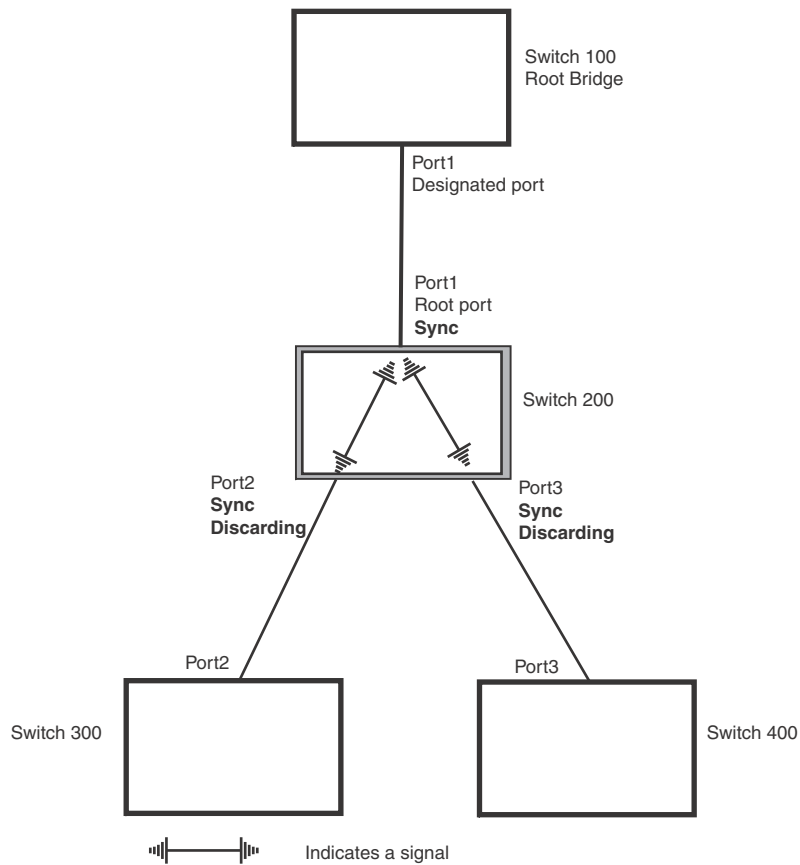 Switch 100
Root Bridge
Port1
Designated port
Port1
Root port
Sync
Switch 200
Port2
Sync
Discarding
Port3
Sync
Discarding
Port2
Port3
Switch 300
Switch 400
Indicates a signal